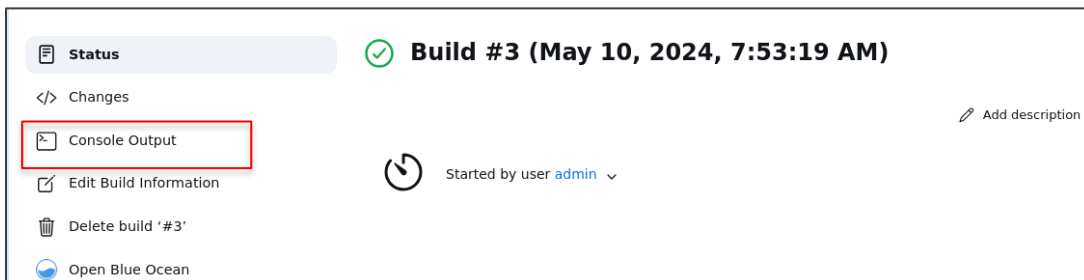 Status
Changes
Console Output
Edit Build Information
Delete build ‘#3’
Open Blue Ocean
Build #3 (May 10, 2024, 7:53:19 AM)
Add description
Started by user admin